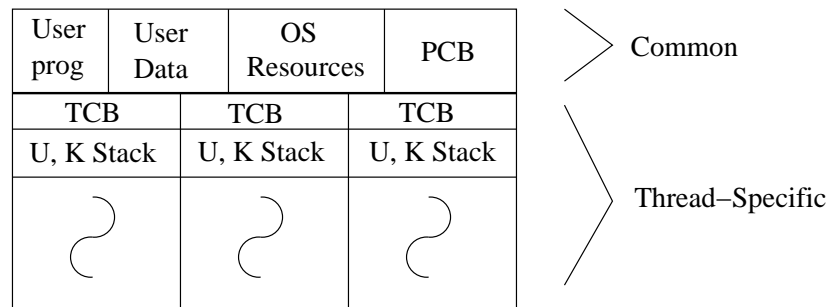 User prog
User Data
OS Resources
PCB
Common
TCB
TCB
TCB
U, K Stack
U, K Stack
U, K Stack
Thread−Specific